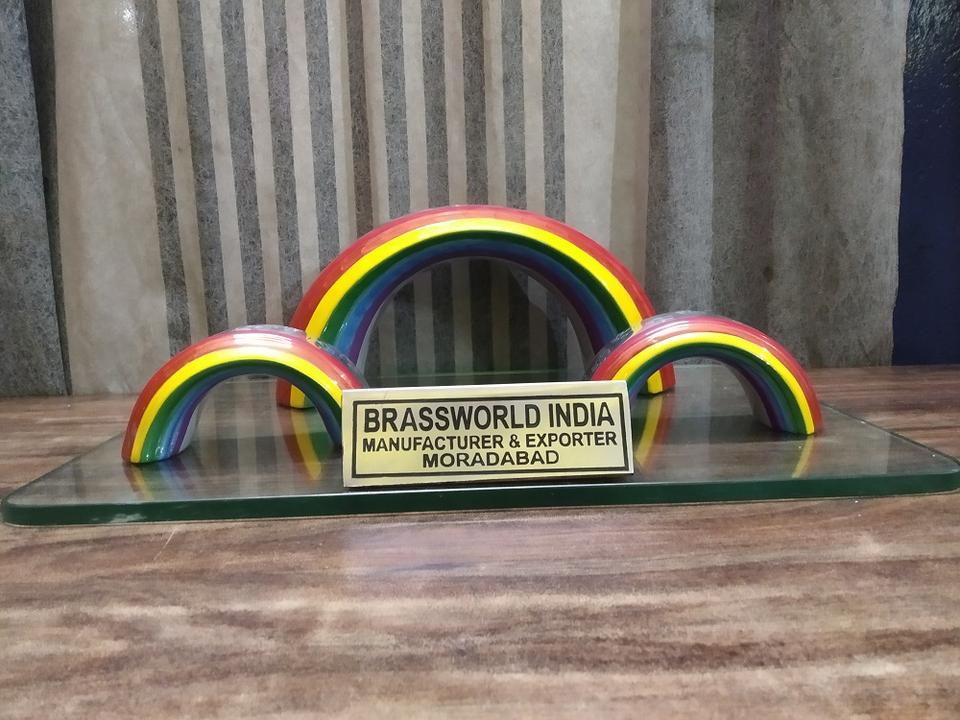 BRASSWORLD INDIA
MANUFACTURER & EXPORTER
MORADABAD